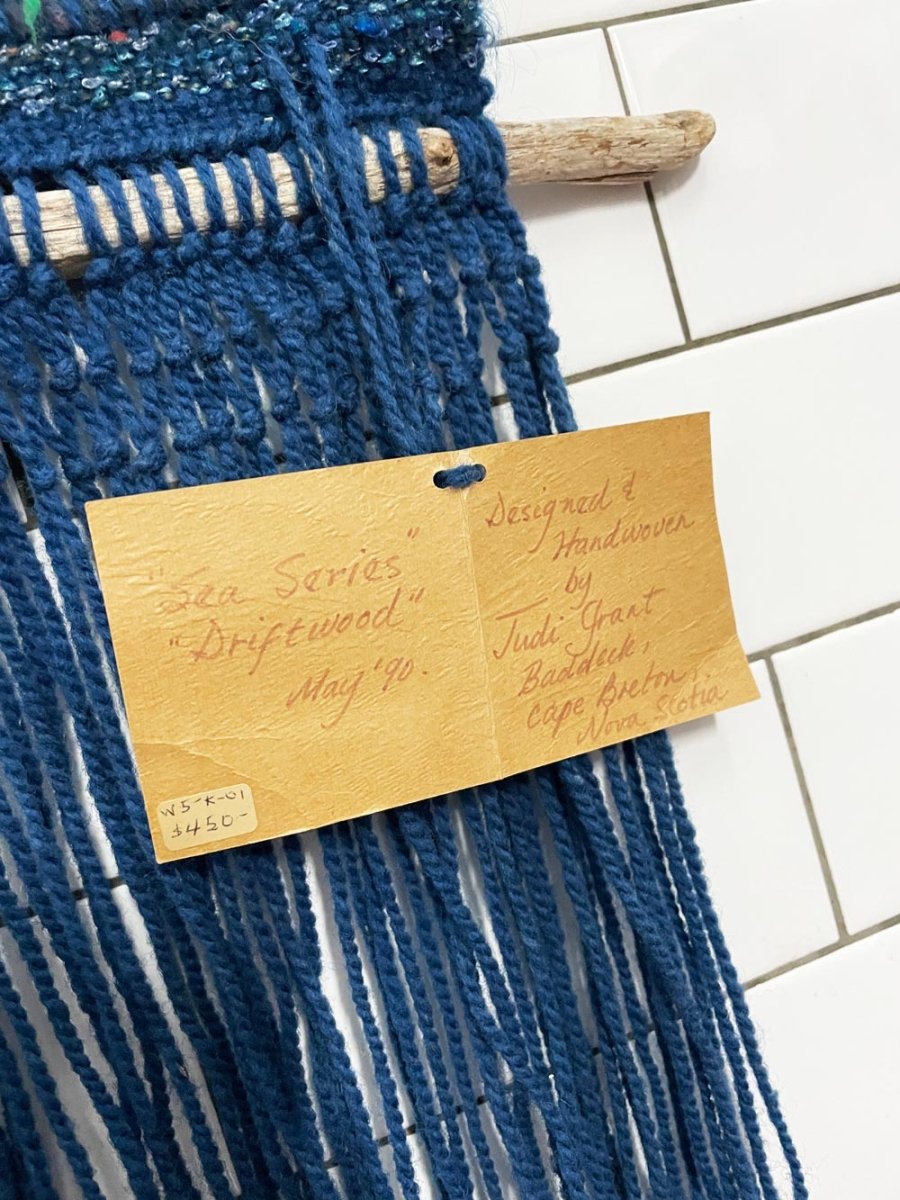 "Sea Series"
"Driftwood"
May '90.
W5-K-01
$450-
Designed &
Handwoven
by
Judi Grant
Baddeck,
Cape Breton,
Nova Scotia